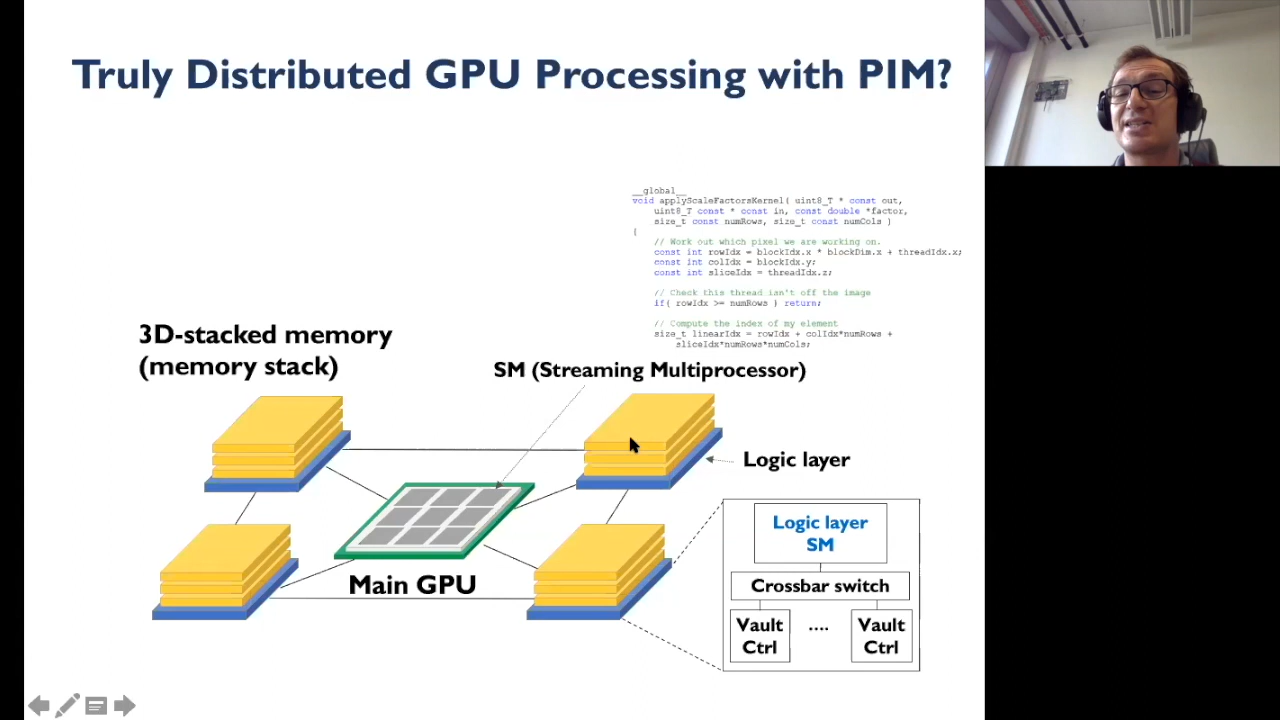 Truly Distributed GPU Processing with PIM?
__global__
void applyScaleFactorsKernel( uint8_T * const out,
uint8_T const * const in, const double *factor,
size_t const numRows, size_t const numCols )
{
// Work out which pixel we are working on.
const int rowIdx = blockIdx.x * blockDim.x + threadIdx.x;
const int colIdx = blockIdx.y;
const int sliceIdx = threadIdx.z;
// Check this thread isn't off the image
if( rowIdx >= numRows ) return;
// Compute the index of my element
size_t linearIdx = rowIdx + colIdx*numRows +
sliceIdx*numRows*numCols;
3D-stacked memory
(memory stack)
SM (Streaming Multiprocessor)
Logic layer
Main GPU
Logic layer
SM
Crossbar switch
Vault
Ctrl
....
Vault
Ctrl